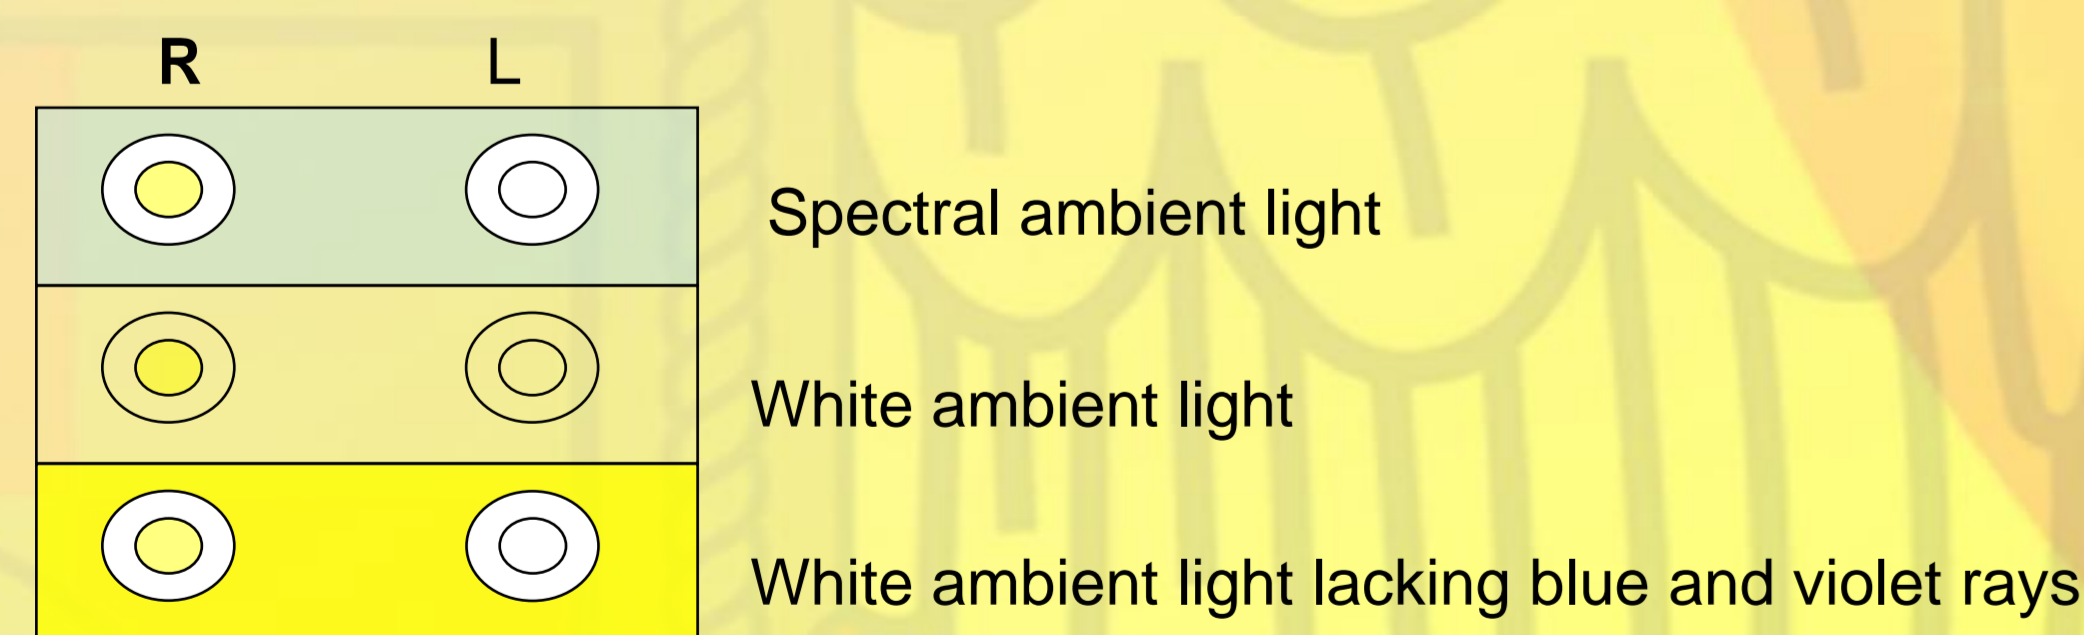 R L
Spectral ambient light
White ambient light
White ambient light lacking blue and violet rays